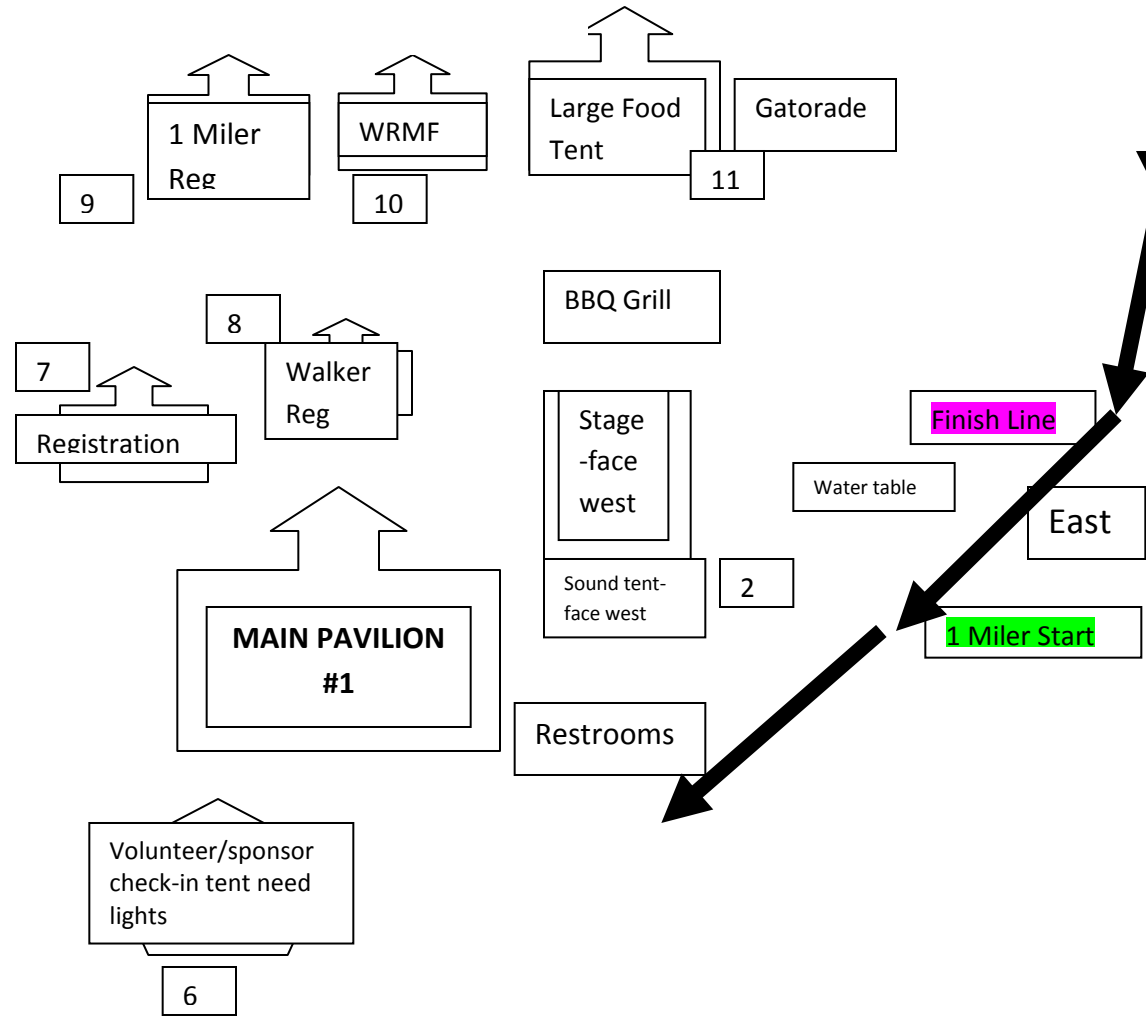 1 Miler
Reg
WRMF
Large Food
Tent
Gatorade
9
10
11
BBQ Grill
8
7
Walker
Reg
Registration
Stage
-face
west
Finish Line
Water table
East
Sound tent-
face west
2
1 Miler Start
MAIN PAVILION
#1
Restrooms
Volunteer/sponsor
check-in tent need
lights
6